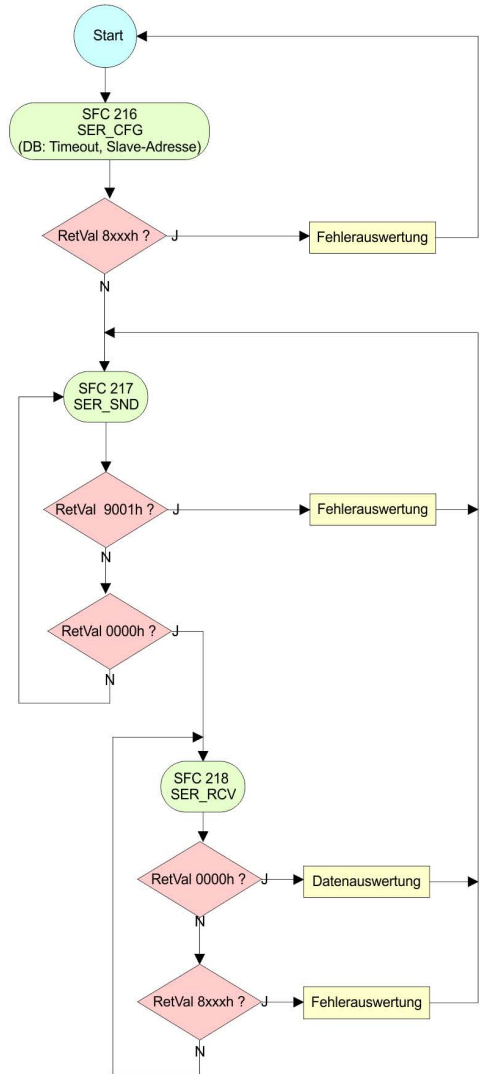 Start
SFC 216
SER_CFG
(DB: Timeout, Slave-Adresse)
RetVal 8xxxh ?
J
Fehlerauswertung
N
SFC 217
SER_SND
RetVal  9001h ?
J
Fehlerauswertung
N
RetVal 0000h ?
J
N
SFC 218
SER_RCV
RetVal 0000h ?
J
Datenauswertung
N
RetVal 8xxxh ?
J
Fehlerauswertung
N